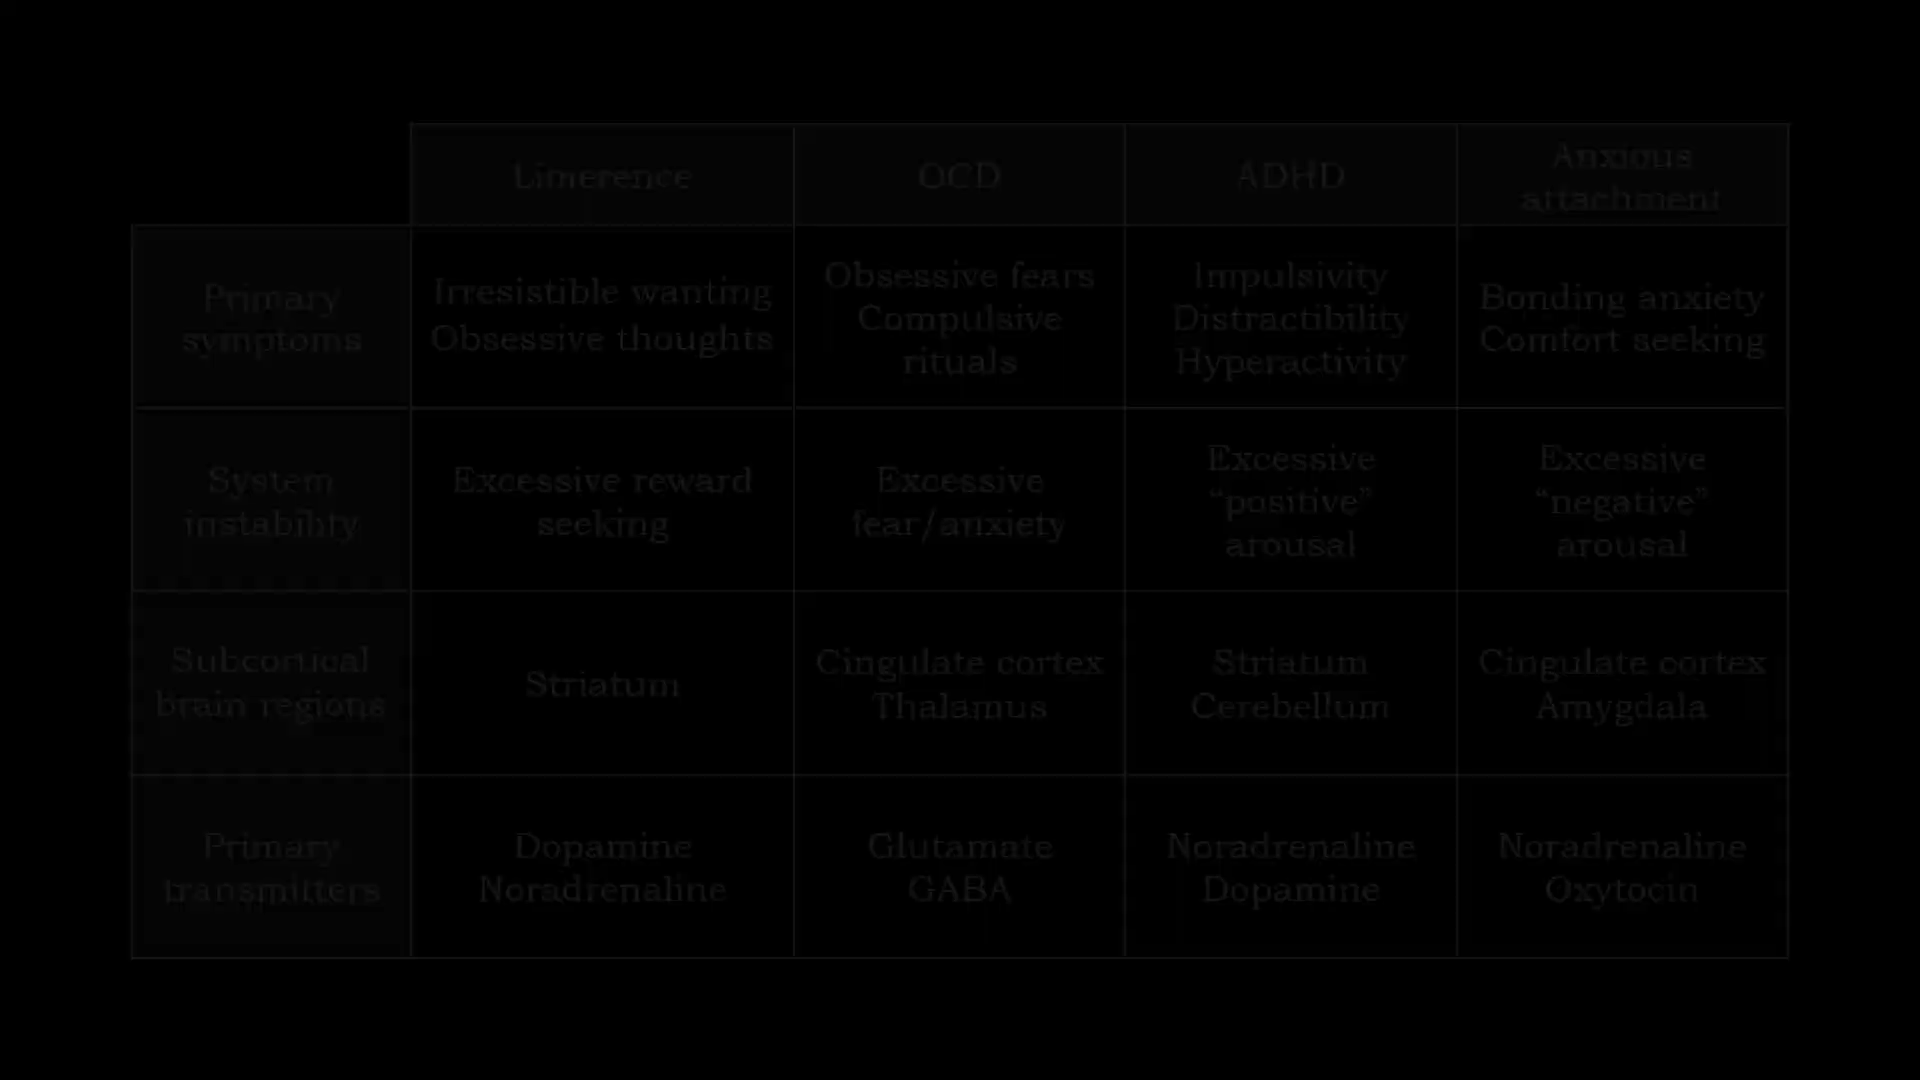 Limerence
OCD
ADHD
Anxious
attachment
Primary
symptoms
Irresistible wanting
Obsessive thoughts
Obsessive fears
Compulsive
rituals
Impulsivity
Distractibility
Hyperactivity
Bonding anxiety
Comfort seeking
System
instability
Excessive reward
seeking
Excessive
fear/anxiety
Excessive
“positive”
arousal
Excessive
“negative”
arousal
Subcortical
brain regions
Striatum
Cingulate cortex
Thalamus
Striatum
Cerebellum
Cingulate cortex
Amygdala
Primary
transmitters
Dopamine
Noradrenaline
Glutamate
GABA
Noradrenaline
Dopamine
Noradrenaline
Oxytocin